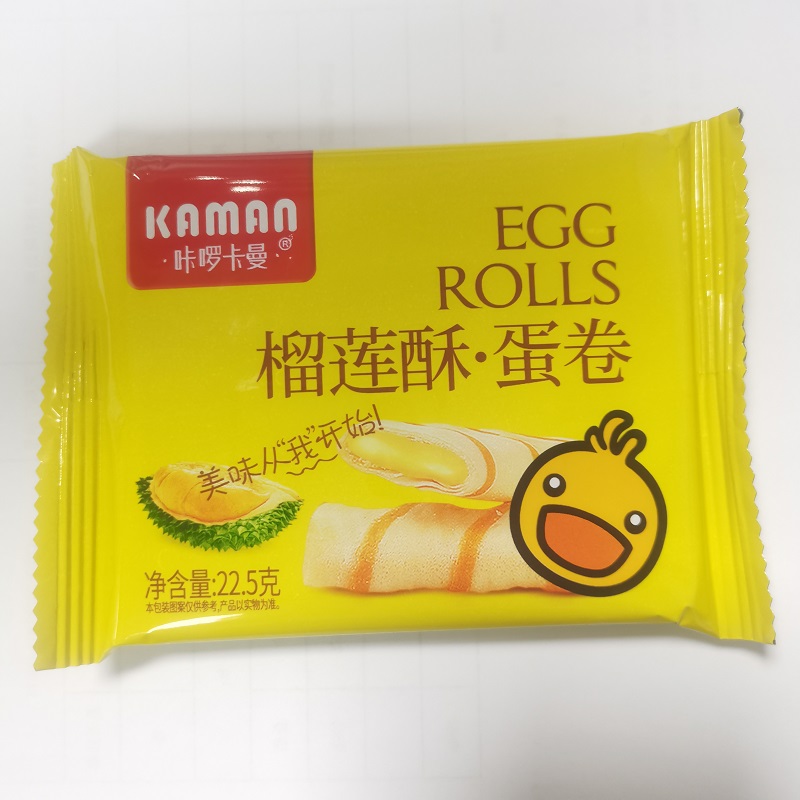 KAMAN
·咔啰卡曼·
®
EGG
ROLLS
榴莲酥·蛋卷
美味从“我”开始!
净含量:22.5克
本包装图案仅供参考,产品以实物为准。